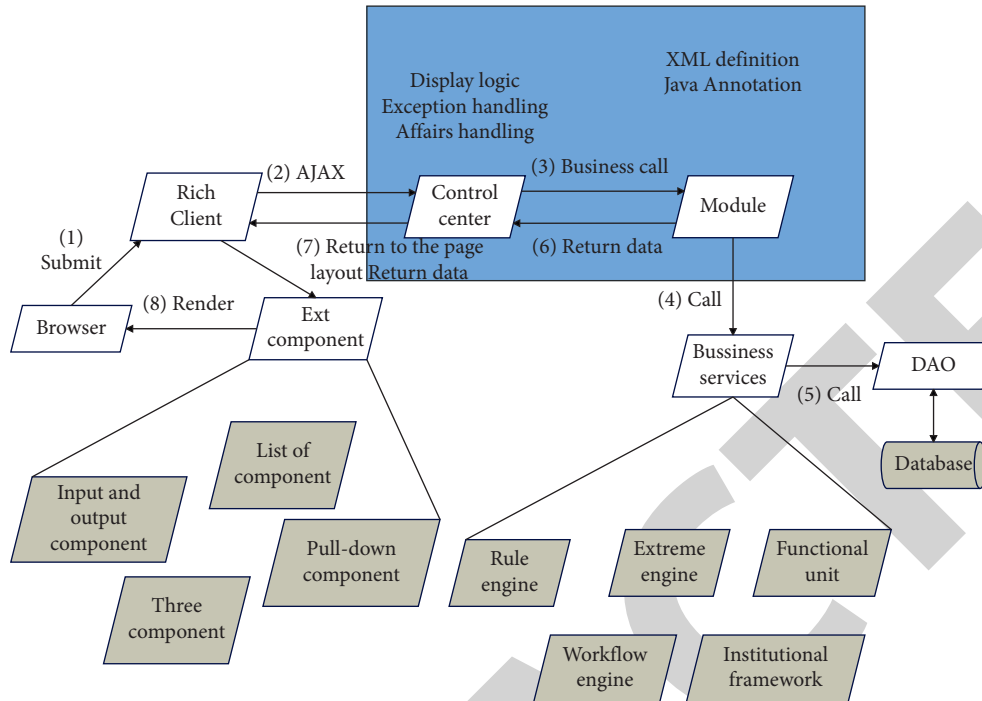 XML definition
Java Annotation
Display logic
Exception handling
Affairs handling
(2) AJAX
(3) Business call
Rich
Client
Control
center
Module
(1)
Submit
(7) Return to the page
layout Return data
(6) Return data
(8) Render
(4) Call
Browser
Ext
component
Bussiness
services
DAO
(5) Call
List of
component
Database
Input and
output
component
Pull-down
component
Rule
engine
Extreme
engine
Functional
unit
Three
component
Workflow
engine
Institutional
framework